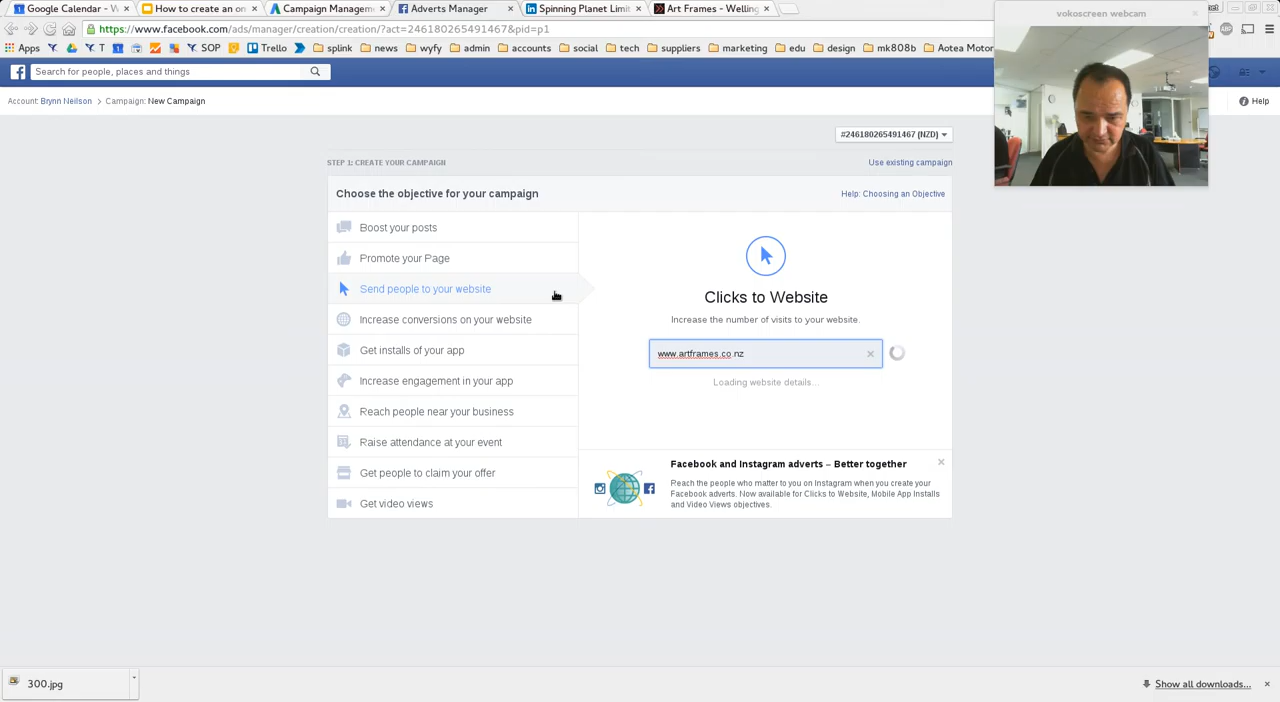 Google Calendar - W
How to create an on
Campaign Managem
Adverts Manager
Spinning Planet Limit
Art Frames - Welling
vokoscreen webcam
https://www.facebook.com/ads/manager/creation/creation/?act=246180265491467&pid=p1
Apps
T
SOP
Trello
splink
news
wyfy
admin
accounts
social
tech
suppliers
marketing
edu
design
mk808b
Aotea Motor
Search for people, places and things
Account: Brynn Neilson > Campaign: New Campaign
Help
#246180265491467 (NZD)
STEP 1: CREATE YOUR CAMPAIGN
Use existing campaign
Choose the objective for your campaign
Help: Choosing an Objective
Boost your posts
Promote your Page
Send people to your website
Increase conversions on your website
Get installs of your app
Increase engagement in your app
Reach people near your business
Raise attendance at your event
Get people to claim your offer
Get video views
Clicks to Website
Increase the number of visits to your website.
www.artframes.co.nz
Loading website details...
Facebook and Instagram adverts – Better together
Reach the people who matter to you on Instagram when you create your
Facebook adverts. Now available for Clicks to Website, Mobile App Installs
and Video Views objectives.
300.jpg
Show all downloads...